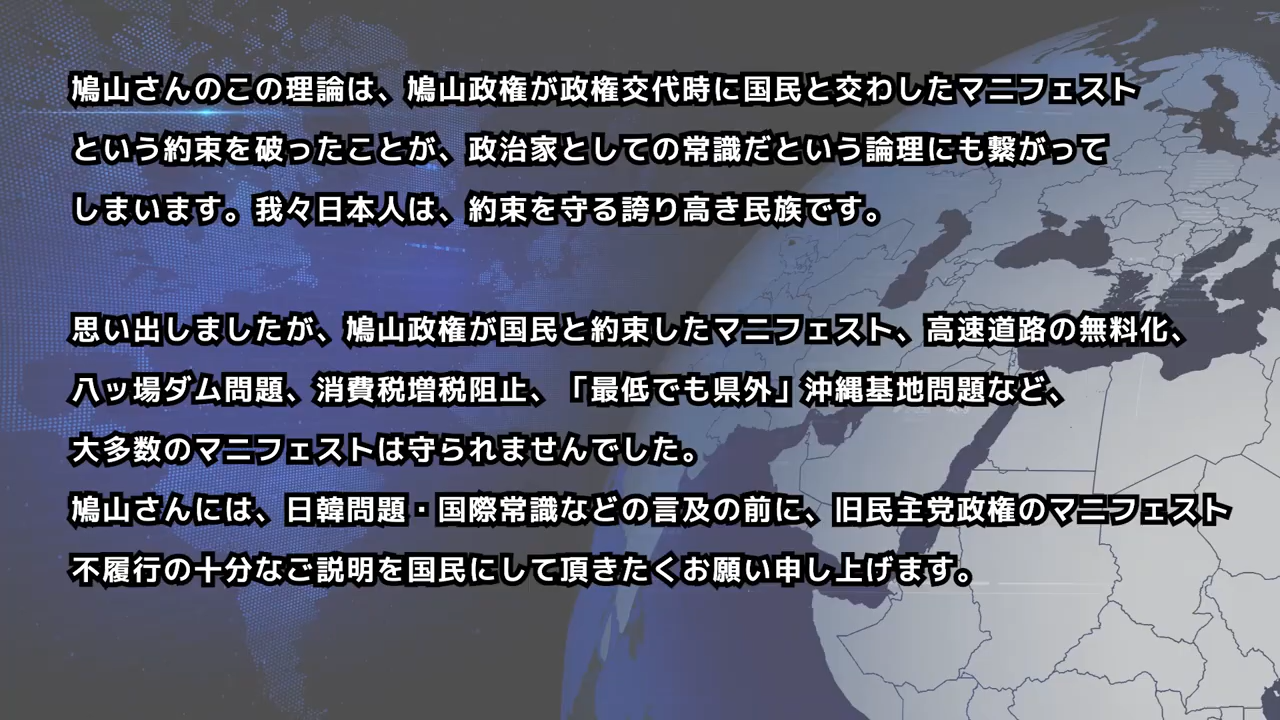 鳩山さんのこの理論は、鳩山政権が政権交代時に国民と交わしたマニフェスト
という約束を破ったことが、政治家としての常識だという論理にも繋がって
しまいます。我々日本人は、約束を守る誇り高き民族です。
思い出しましたが、鳩山政権が国民と約束したマニフェスト、高速道路の無料化、
八ッ場ダム問題、消費税増税阻止、「最低でも県外」沖縄基地問題など、
大多数のマニフェストは守られませんでした。
鳩山さんには、日韓問題・国際常識などの言及の前に、旧民主党政権のマニフェスト
不履行の十分なご説明を国民にして頂きたくお願い申し上げます。